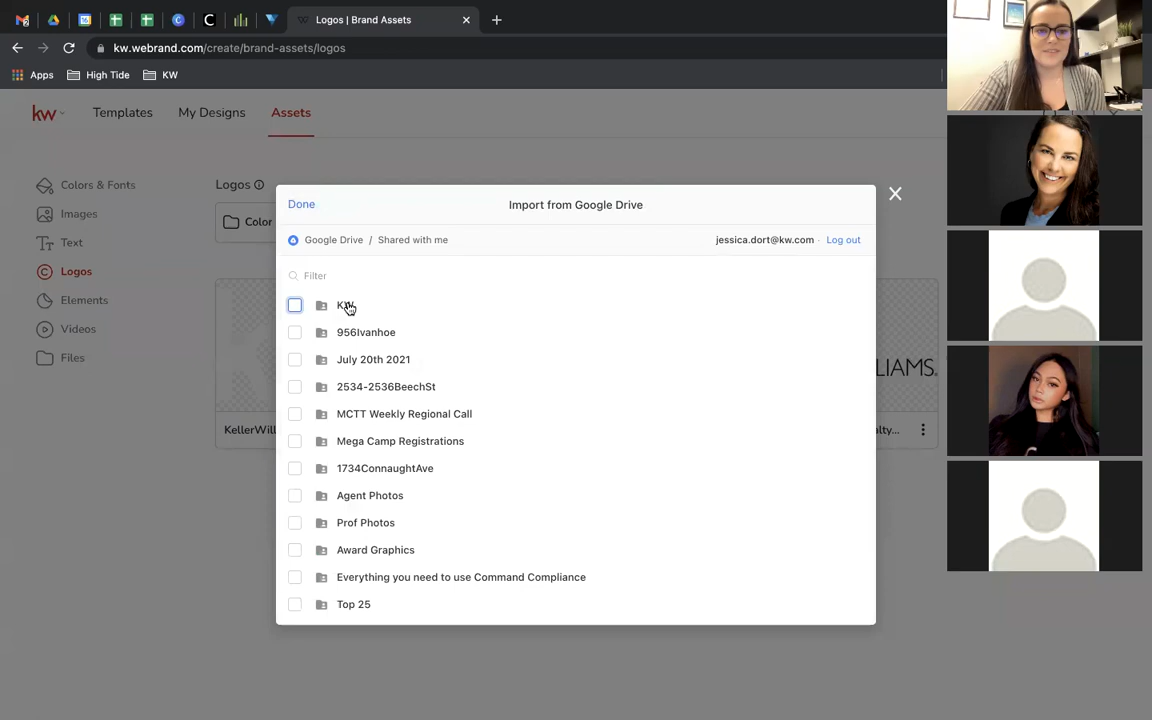 Logos | Brand Assets
kw.webrand.com/create/brand-assets/logos
Apps
High Tide
KW
kw
Templates
My Designs
Assets
Colors & Fonts
Images
Text
Logos
Elements
Videos
Files
Logos
Color
Done
Import from Google Drive
Google Drive / Shared with me
jessica.dort@kw.com · Log out
Filter
KW
956Ivanhoe
July 20th 2021
2534-2536BeechSt
MCTT Weekly Regional Call
Mega Camp Registrations
1734ConnaughtAve
Agent Photos
Prof Photos
Award Graphics
Everything you need to use Command Compliance
Top 25
KellerWill
LIAMS.
lty...